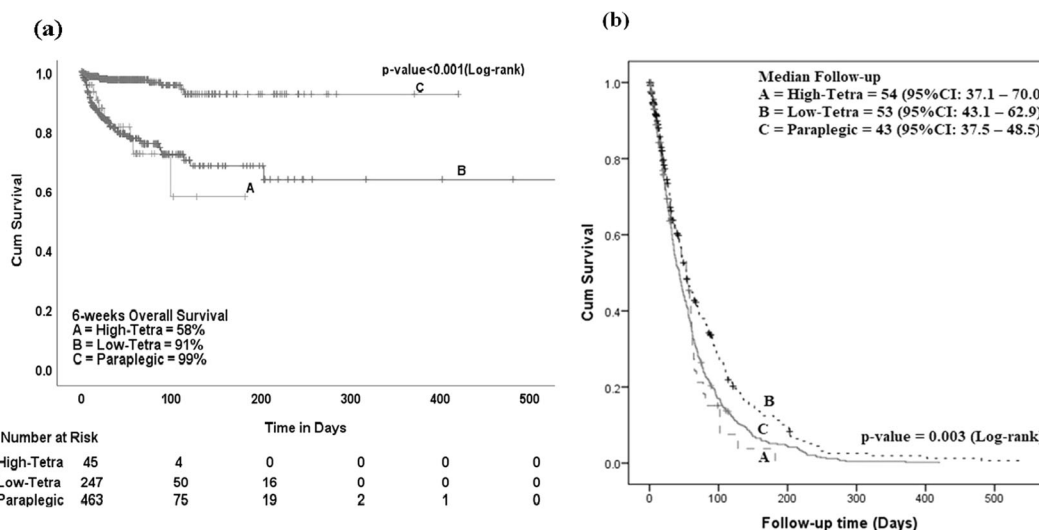 (a)
p-value<0.001(Log-rank)
1.0
C
0.8
B
0.6
A
0.4
0.2
0.0
Cum Survival
6-weeks Overall Survival
A = High-Tetra = 58%
B = Low-Tetra = 91%
C = Paraplegic = 99%
0 100 200 300 400 500
Time in Days
Number at Risk
High-Tetra 45 4 0 0 0 0
Low-Tetra 247 50 16 0 0 0
Paraplegic 463 75 19 2 1 0
(b)
Median Follow-up
A = High-Tetra = 54 (95%CI: 37.1 – 70.0
B = Low-Tetra = 53 (95%CI: 43.1 – 62.9)
C = Paraplegic = 43 (95%CI: 37.5 – 48.5)
1.0
0.8
0.6
0.4
0.2
0.0
Cum Survival
B
C
A
p-value = 0.003 (Log-rank)
0 100 200 300 400 500
Follow-up time (Days)